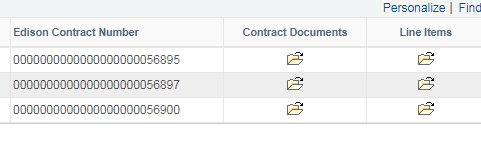 Personalize | Find
Edison Contract Number Contract Documents Line Items
0000000000000000000056895
0000000000000000000056897
0000000000000000000056900